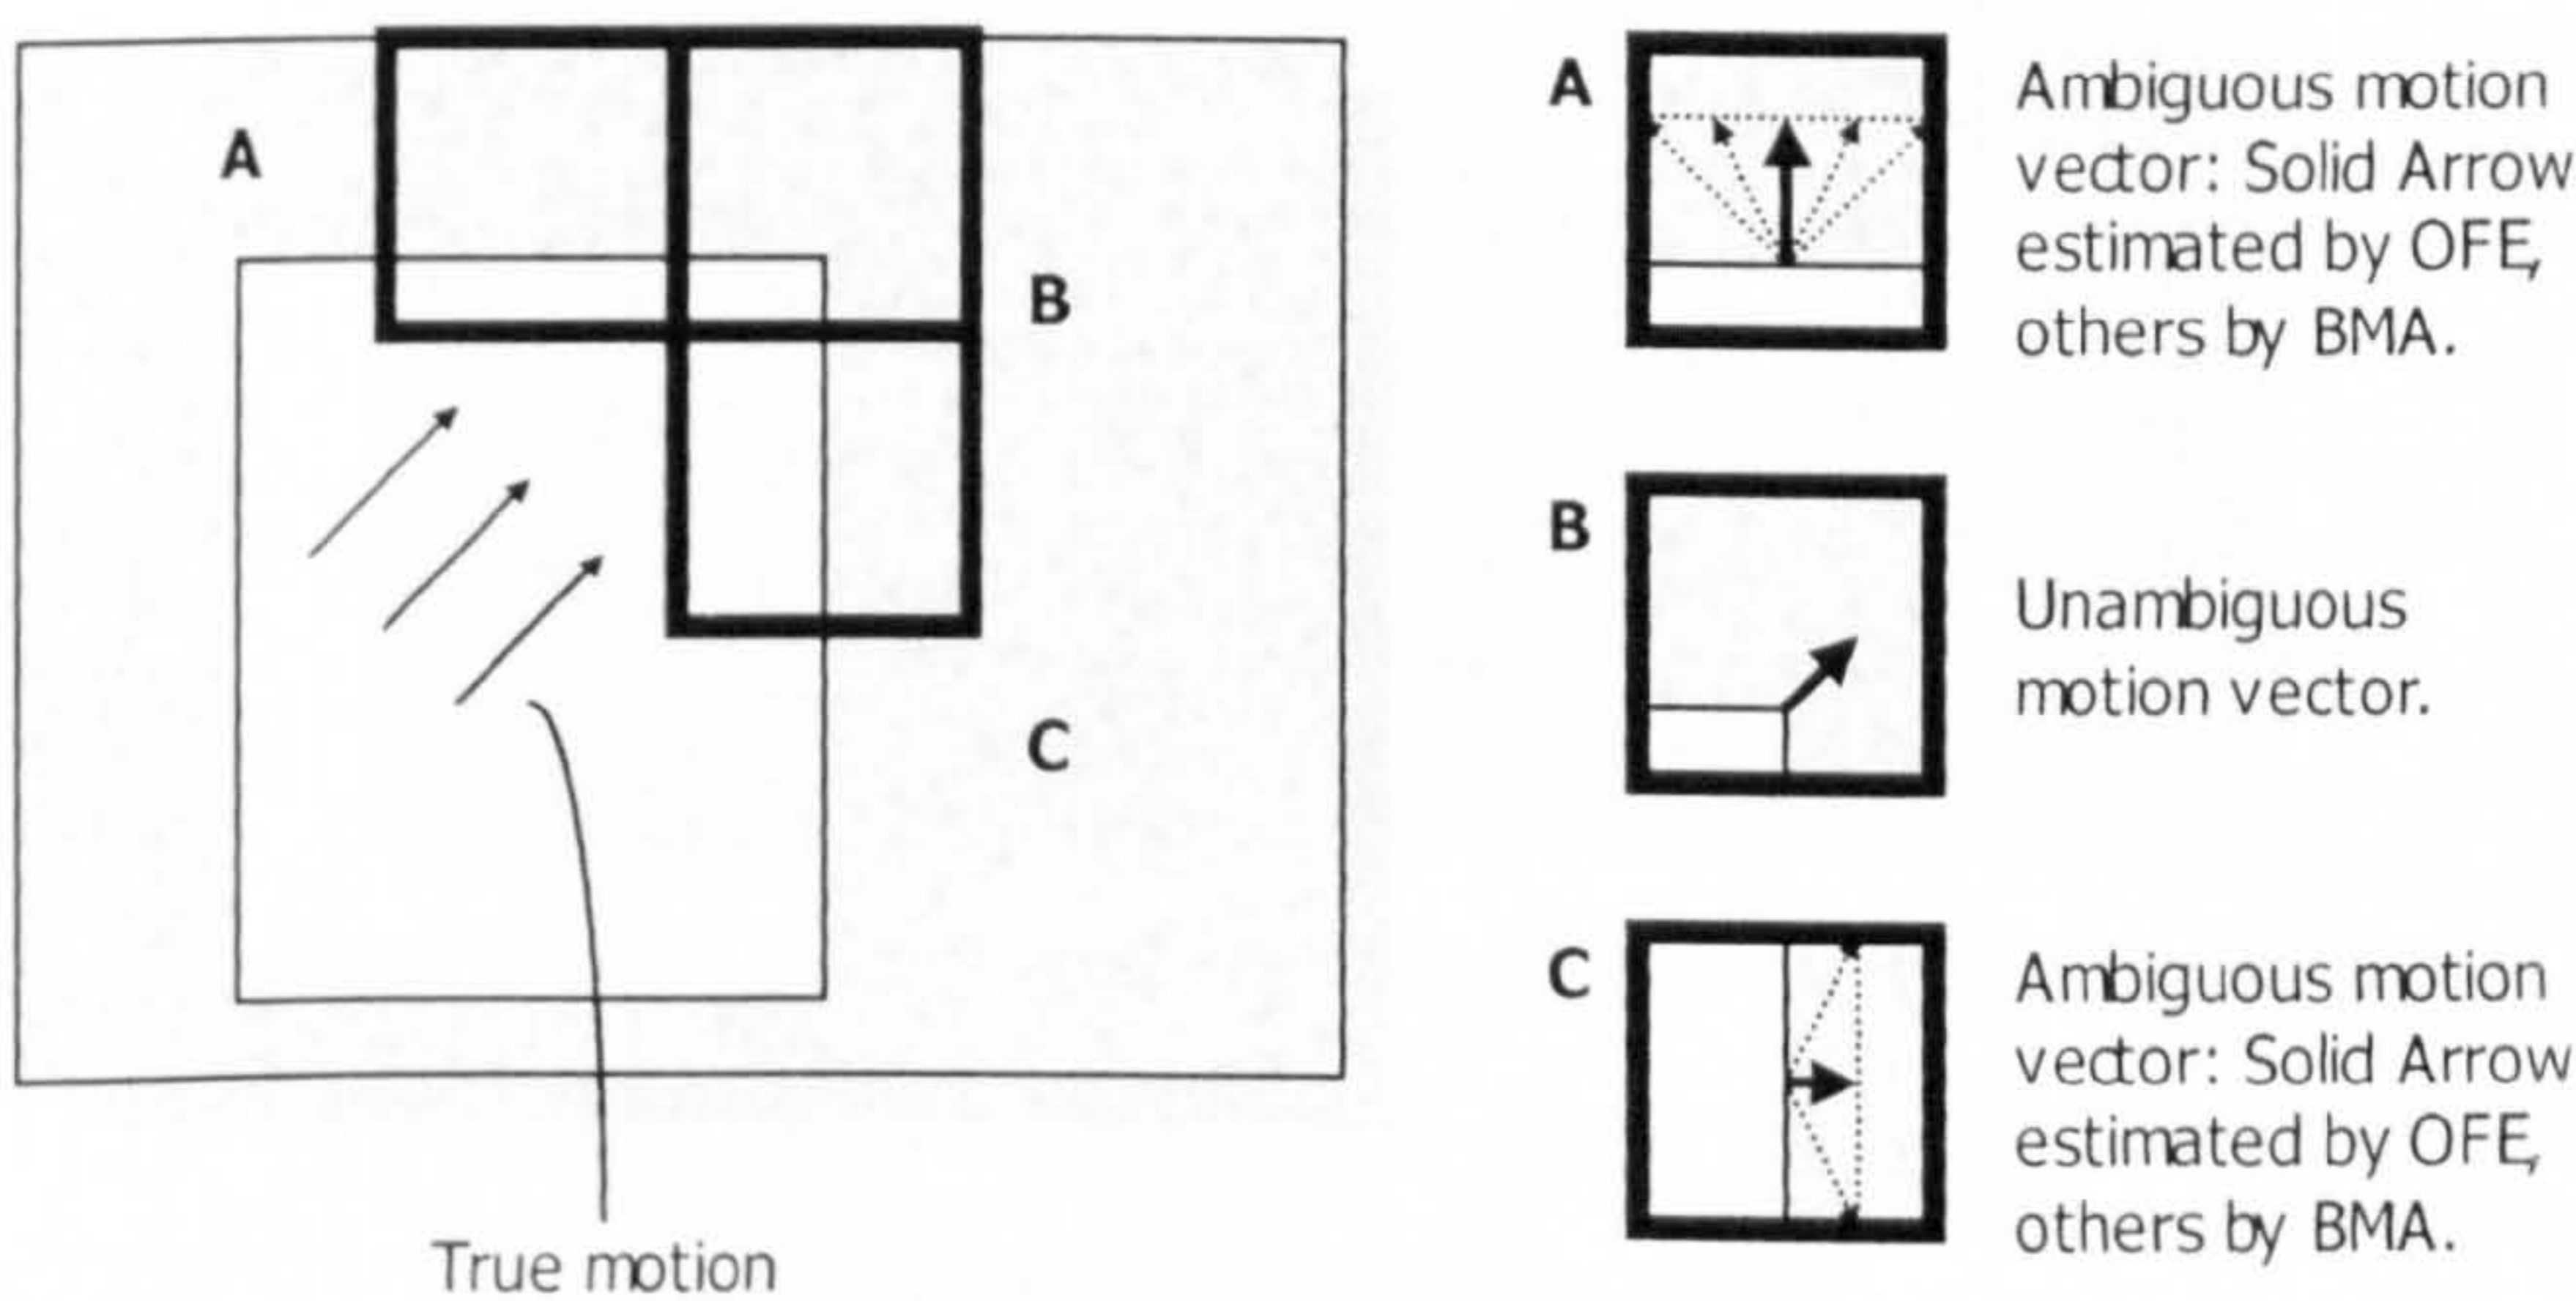 A
B
C
True motion
A
Ambiguous motion
vector: Solid Arrow
estimated by OFE,
others by BMA.
B
Unambiguous
motion vector.
C
Ambiguous motion
vector: Solid Arrow
estimated by OFE,
others by BMA.